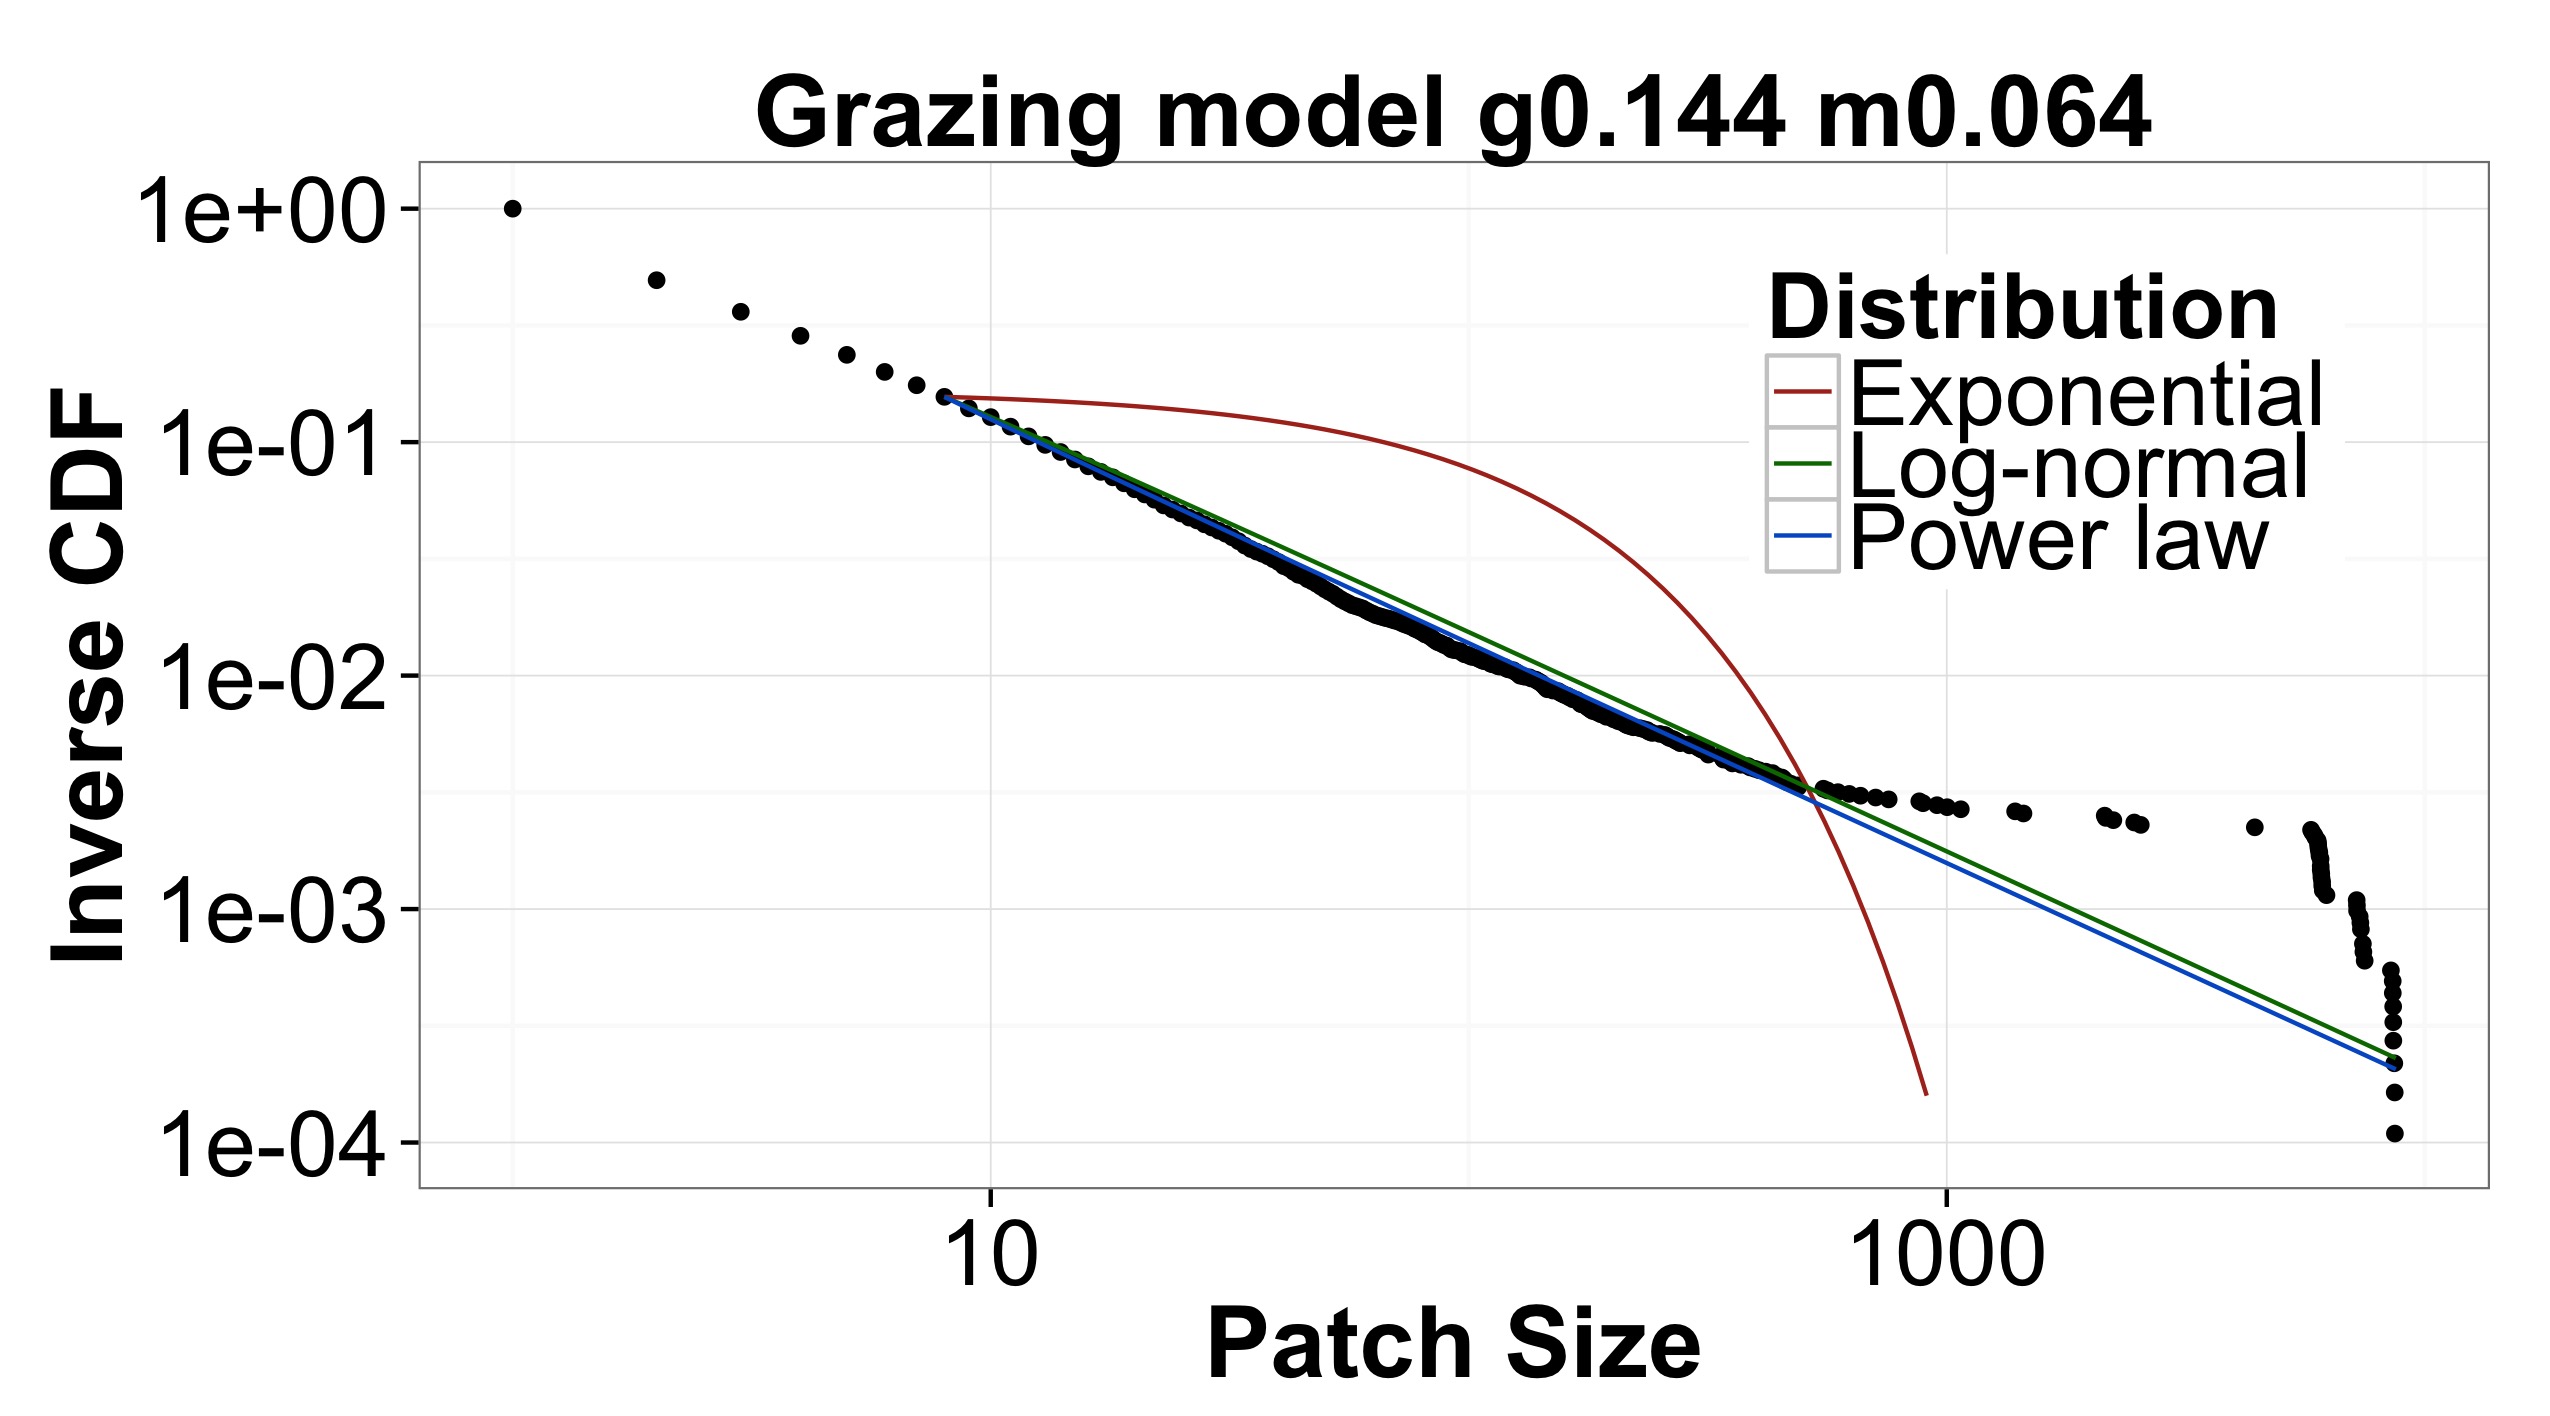 Grazing model g0.144 m0.064
Inverse CDF
1e+00
1e-01
1e-02
1e-03
1e-04
Distribution
Exponential
Log-normal
Power law
10
1000
Patch Size